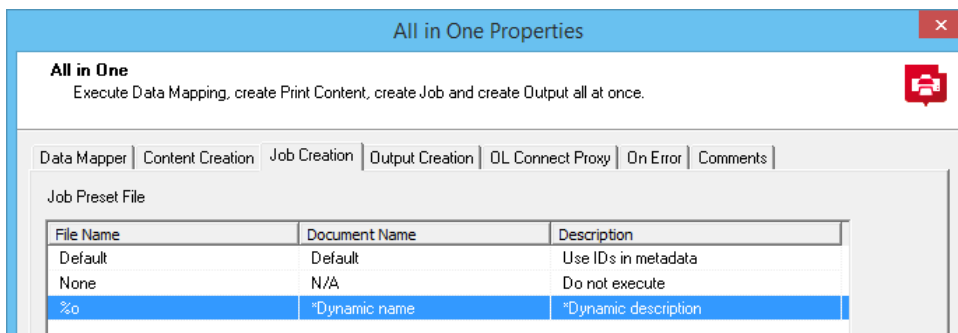 All in One Properties
All in One
Execute Data Mapping, create Print Content, create Job and create Output all at once.
Data Mapper Content Creation Job Creation Output Creation OL Connect Proxy On Error Comments
Job Preset File
File Name Document Name Description
Default Default Use IDs in metadata
None N/A Do not execute
%o *Dynamic name *Dynamic description